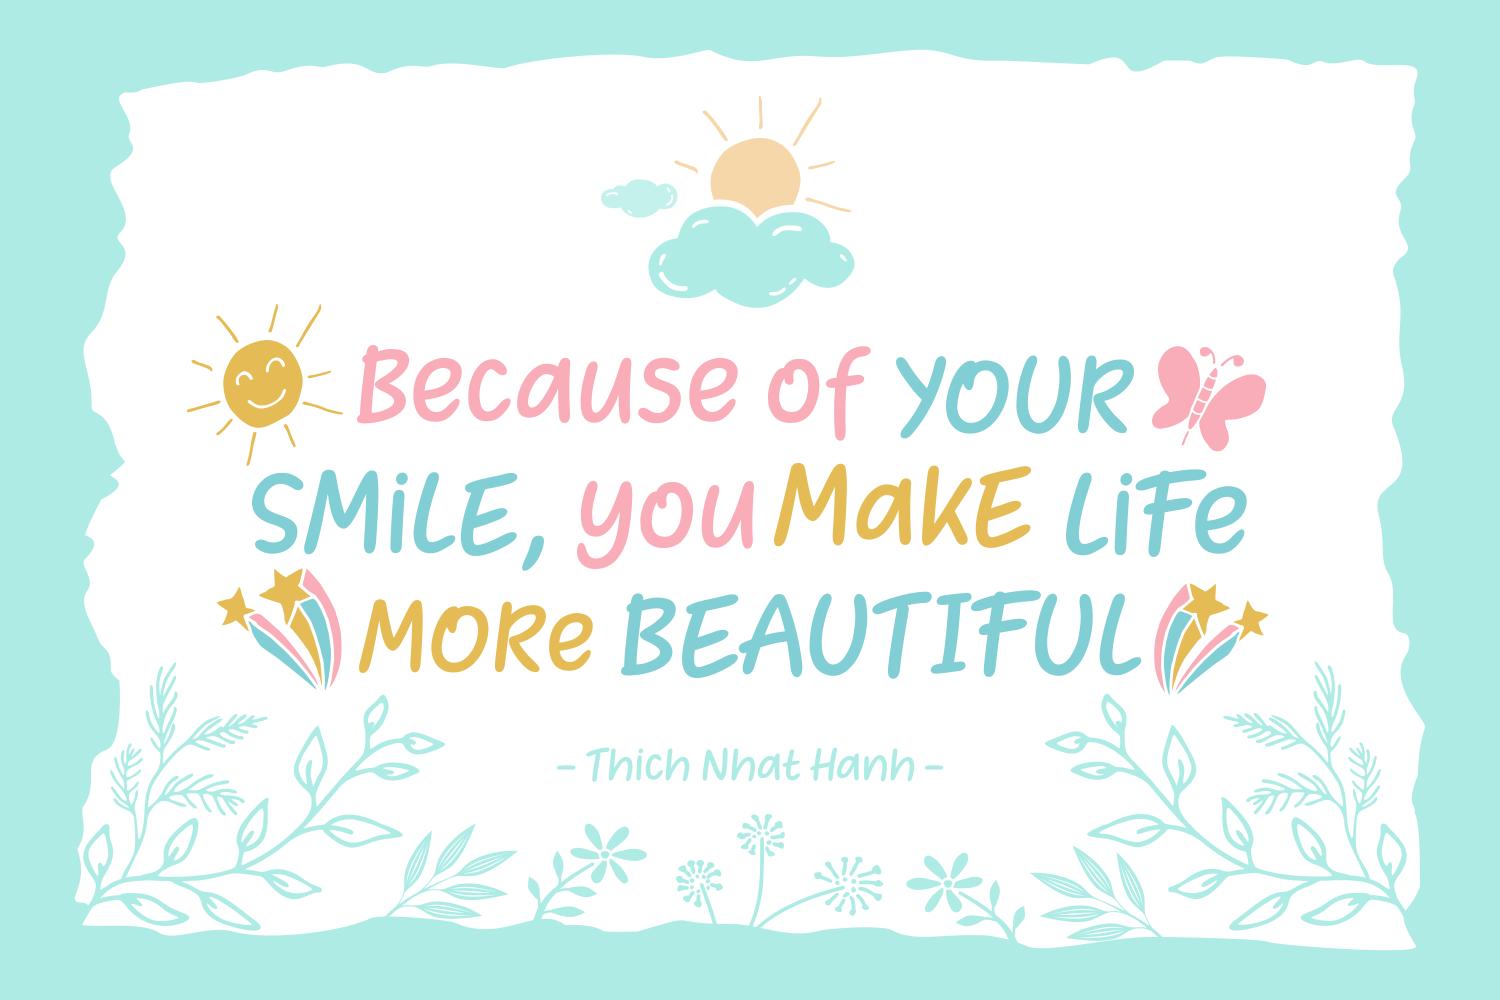 Because of YOUR
SMiLE, you MaKE LiFe
MORe BEAUTIFUL
- Thich Nhat Hanh -